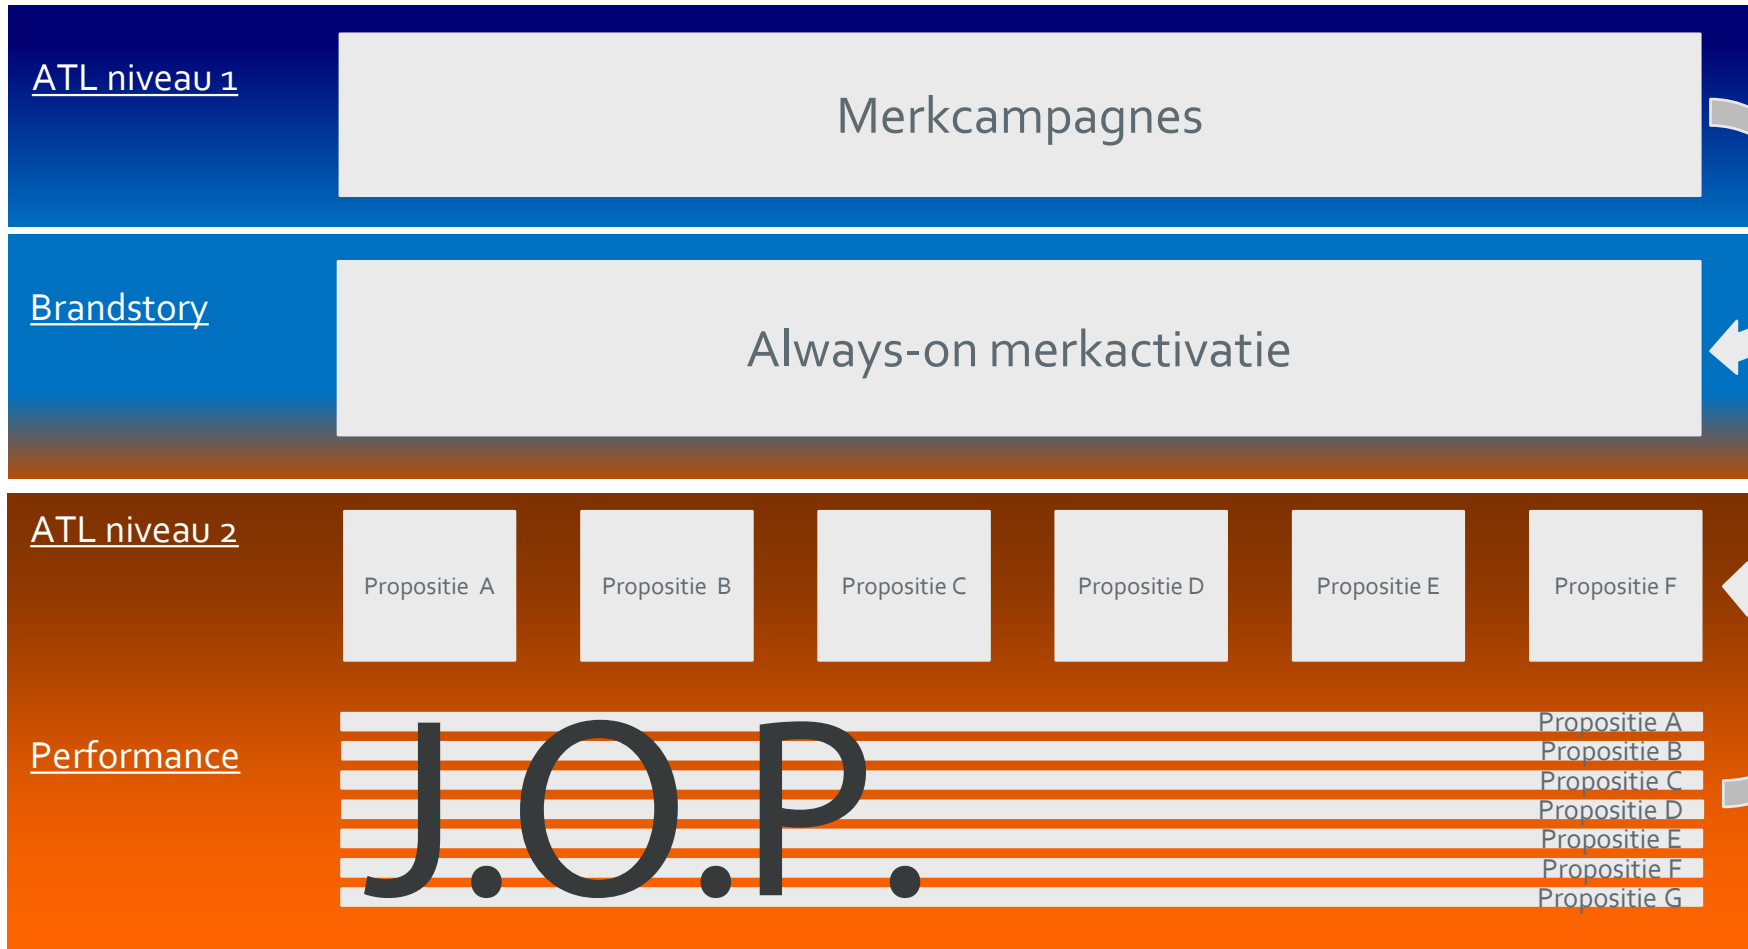 ATL niveau 1
Merkcampagnes
Brandstory
Always-on merkactivatie
ATL niveau 2
Propositie A
Propositie B
Propositie C
Propositie D
Propositie E
Propositie F
Performance
J.O.P.
Propositie A
Propositie B
Propositie C
Propositie D
Propositie E
Propositie F
Propositie G